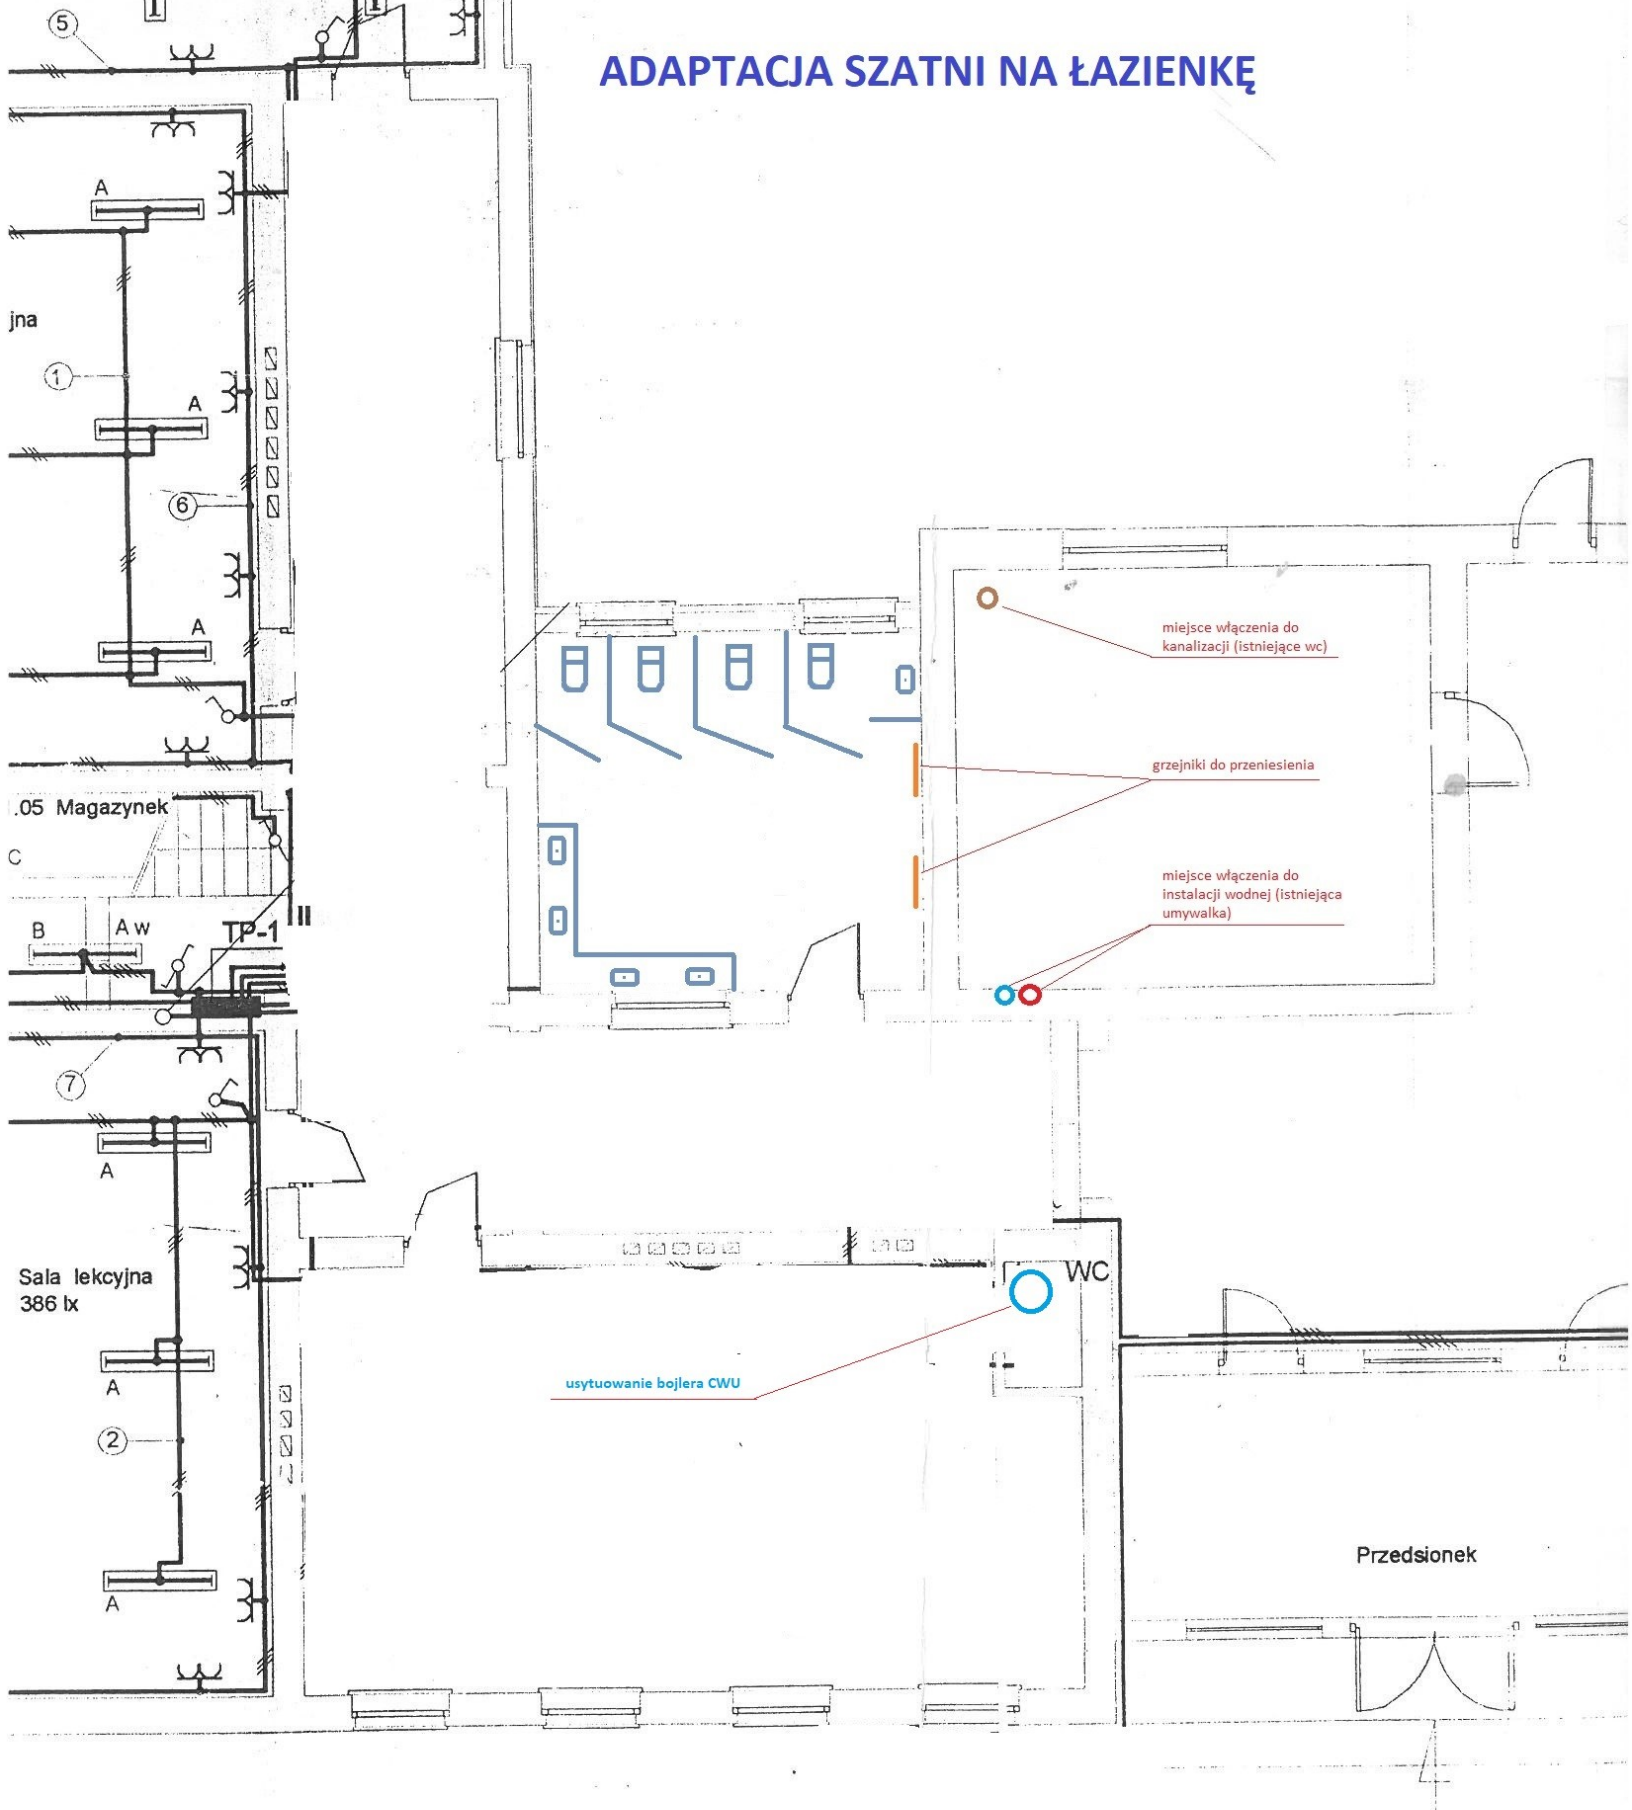 5
I
I
ADAPTACJA SZATNI NA ŁAZIENKĘ
A
jna
1
A
6
A
miejsce włączenia do
kanalizacji (istniejące wc)
grzejniki do przeniesienia
.05 Magazynek
C
miejsce włączenia do
instalacji wodnej (istniejąca
umywalka)
B
A w
TP-1
II
7
A
Sala lekcyjna
386 lx
WC
A
usytuowanie bojlera CWU
2
A
Przedsionek